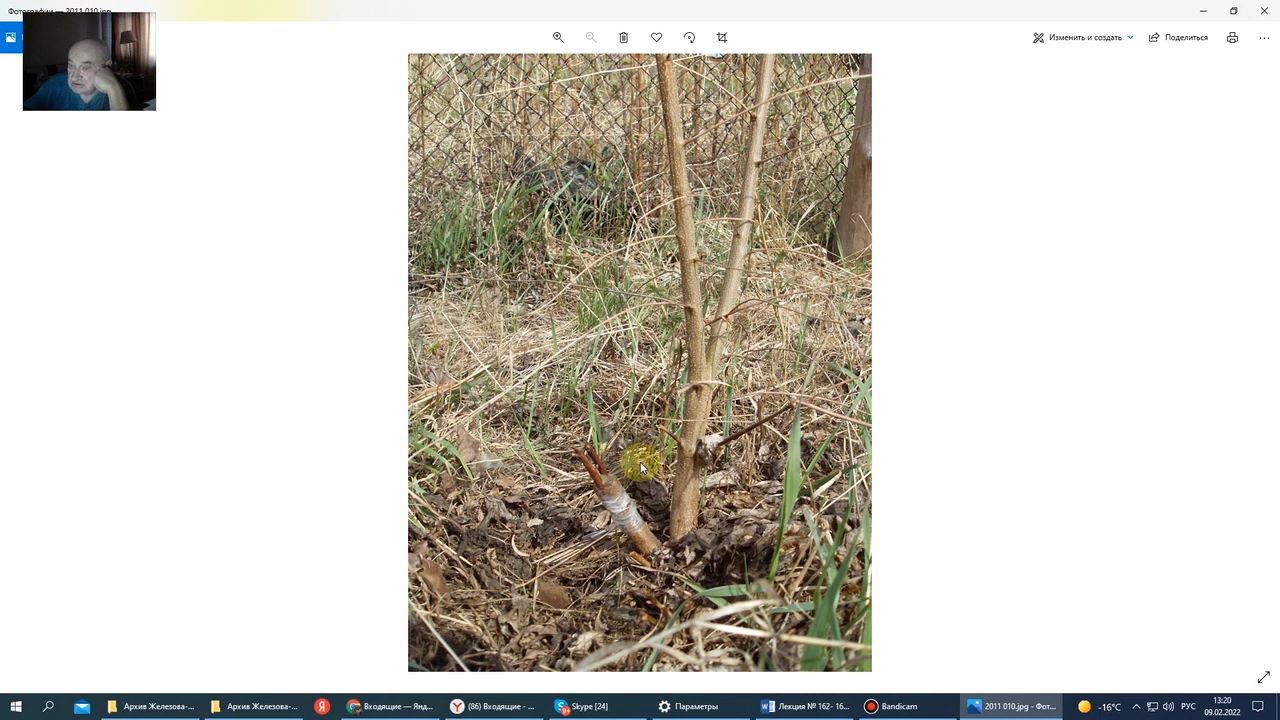 Фотографии — 2011 010.jpg
Изменить и создать
Поделиться
Архив Железова-...
Архив Железова-...
Входящие — Янд...
(86) Входящие - ...
Skype [24]
Параметры
Лекция № 162- 16...
Bandicam
2011 010.jpg - Фот...
-16°C
РУС
13:20
09.02.2022